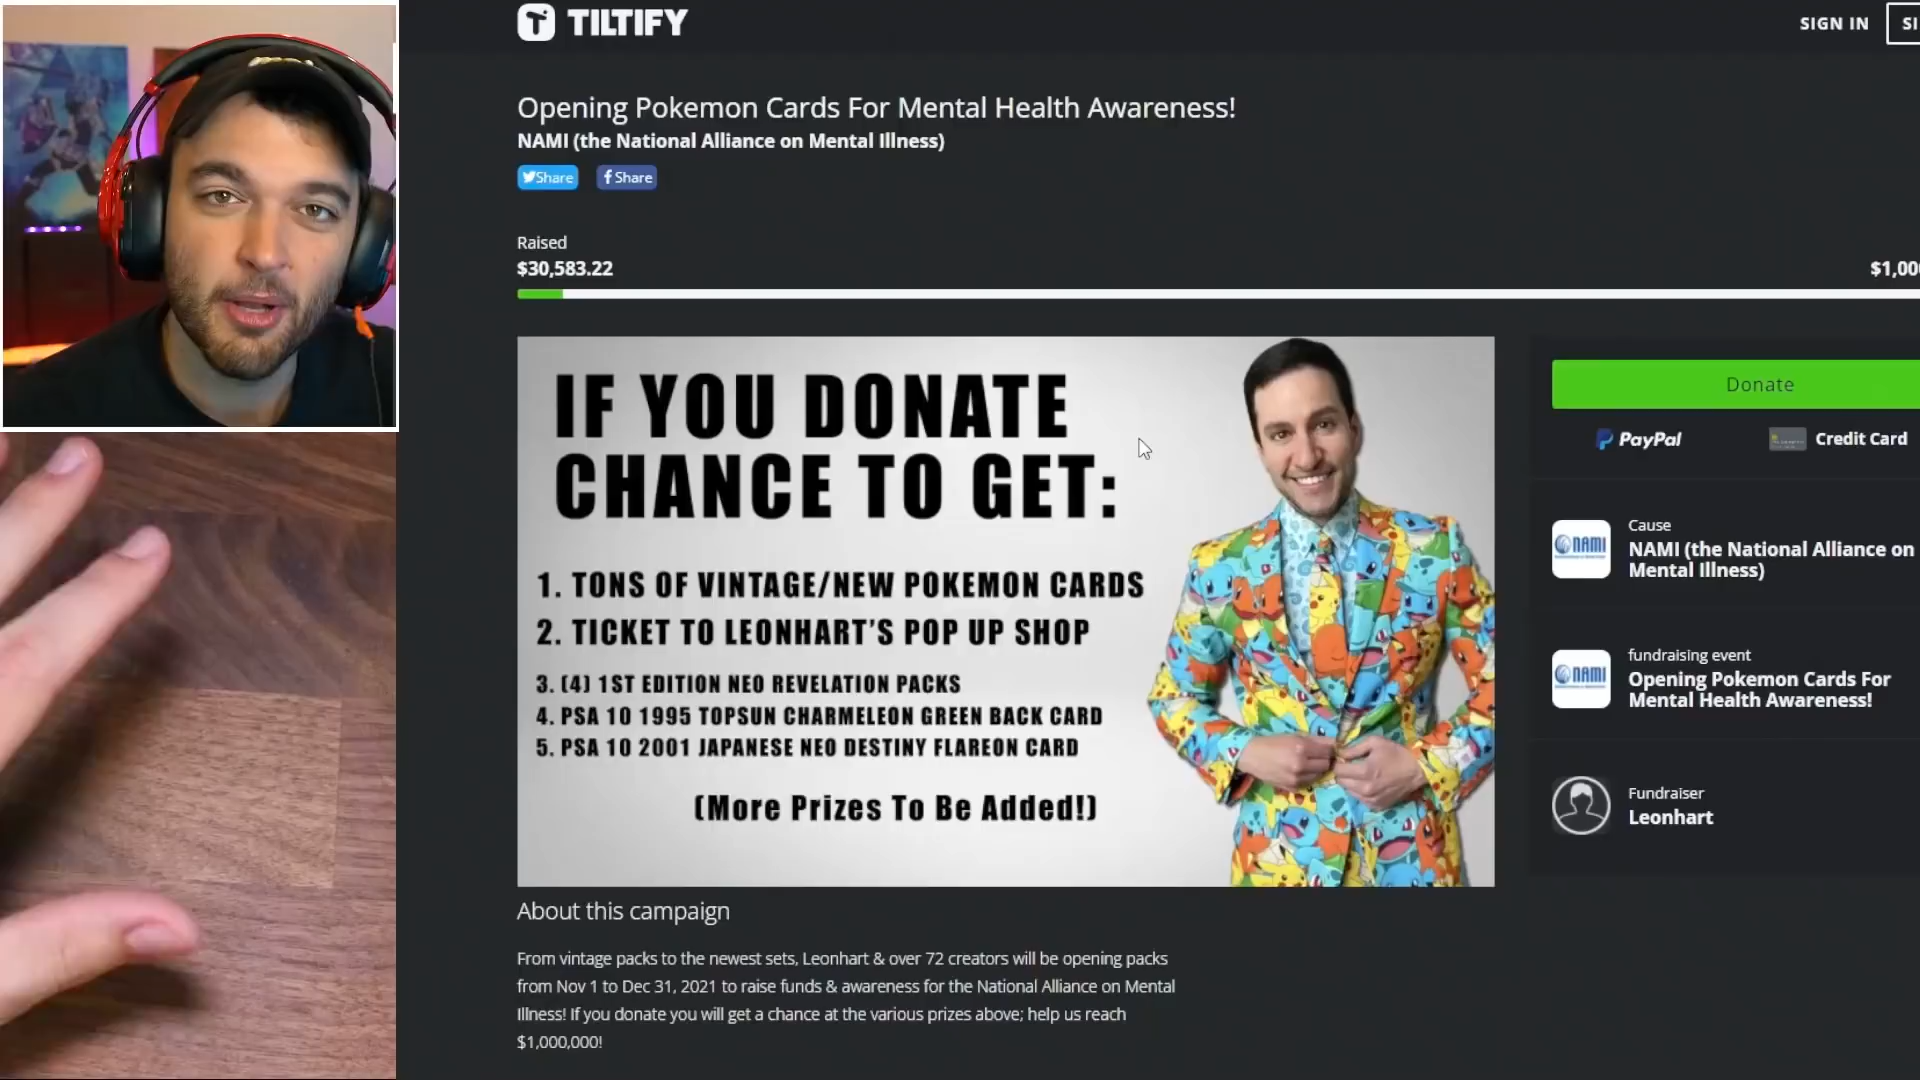 TILTIFY
SIGN IN
SI
Opening Pokemon Cards For Mental Health Awareness!
NAMI (the National Alliance on Mental Illness)
Share
Share
Raised
$30,583.22
$1,000
IF YOU DONATE
CHANCE TO GET:
1. TONS OF VINTAGE/NEW POKEMON CARDS
2. TICKET TO LEONHART'S POP UP SHOP
3. (4) 1ST EDITION NEO REVELATION PACKS
4. PSA 10 1995 TOPSUN CHARMELEON GREEN BACK CARD
5. PSA 10 2001 JAPANESE NEO DESTINY FLAREON CARD
(More Prizes To Be Added!)
Donate
PayPal
Credit Card
Cause
NAMI
NAMI (the National Alliance on
Mental Illness)
fundraising event
NAMI
Opening Pokemon Cards For
Mental Health Awareness!
Fundraiser
Leonhart
About this campaign
From vintage packs to the newest sets, Leonhart & over 72 creators will be opening packs
from Nov 1 to Dec 31, 2021 to raise funds & awareness for the National Alliance on Mental
Illness! If you donate you will get a chance at the various prizes above; help us reach
$1,000,000!